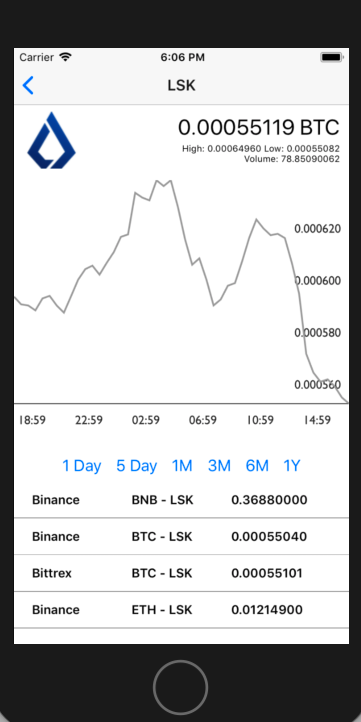 Carrier 6:06 PM
LSK
0.00055119 BTC
High: 0.00064960 Low: 0.00055082
Volume: 78.85090062
0.000620
0.000600
0.000580
0.000560
18:59 22:59 02:59 06:59 10:59 14:59
1 Day 5 Day 1M 3M 6M 1Y
Binance BNB - LSK 0.36880000
Binance BTC - LSK 0.00055040
Bittrex BTC - LSK 0.00055101
Binance ETH - LSK 0.01214900